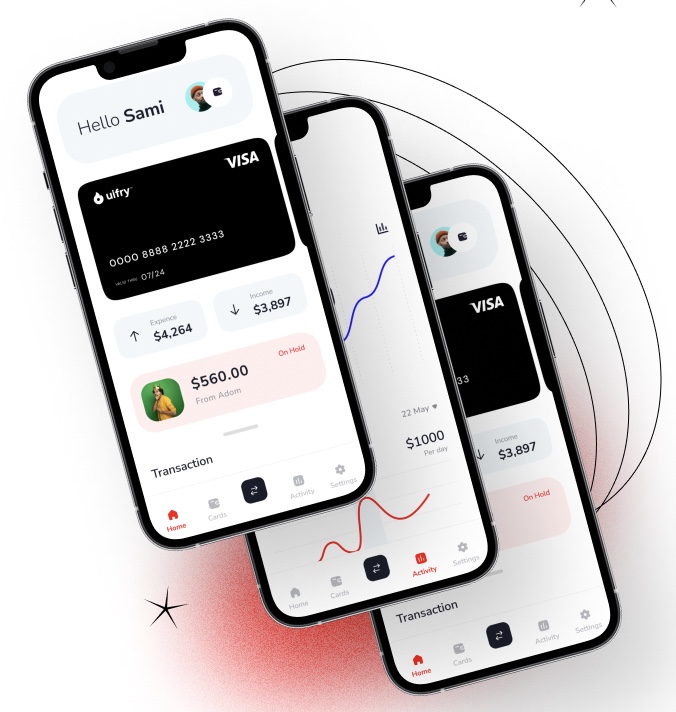 Hello Sami
VISA
uifry
0000 8888 2222 3333
VALID THRU 07/24
Expence
$4,264
Income
$3,897
On Hold
$560.00
From Adom
Transaction
Home
Cards
Activity
Settings
22 May
$1000
Per day
Home
Cards
Activity
Settings
VISA
33
Income
$3,897
On Hold
Transaction
Home
Cards
Activity
Settings